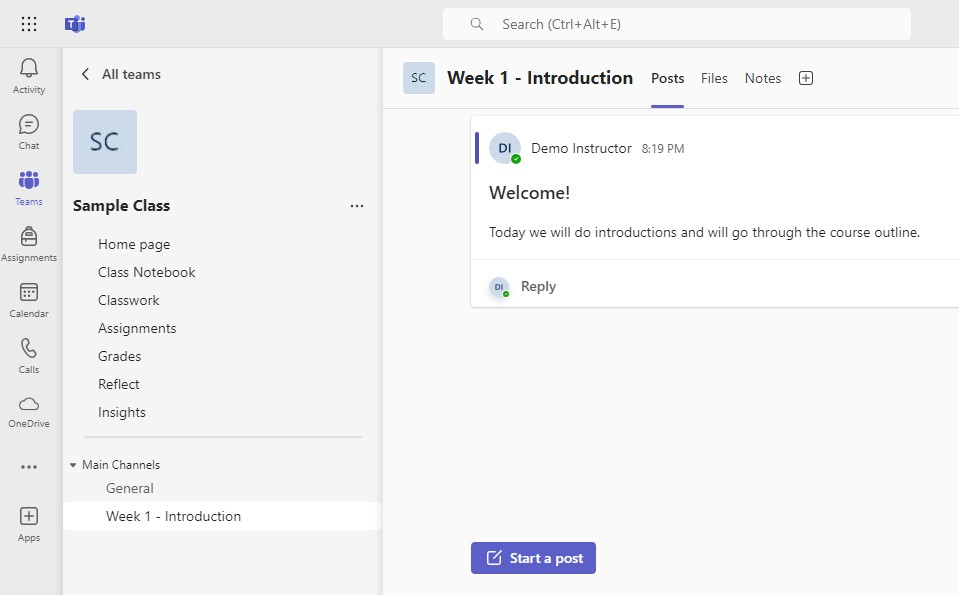 Search (Ctrl+Alt+E)
Activity
Chat
Teams
Assignments
Calendar
Calls
OneDrive
Apps
All teams
SC
Sample Class
Home page
Class Notebook
Classwork
Assignments
Grades
Reflect
Insights
Main Channels
General
Week 1 - Introduction
SC Week 1 - Introduction Posts Files Notes
DI Demo Instructor 8:19 PM
Welcome!
Today we will do introductions and will go through the course outline.
DI Reply
Start a post